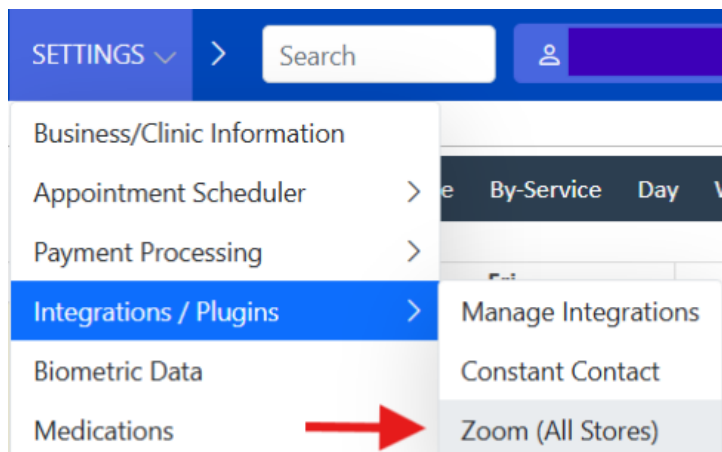 SETTINGS
Search
Business/Clinic Information
Appointment Scheduler
By-Service Day
Payment Processing
Integrations / Plugins
Manage Integrations
Biometric Data
Constant Contact
Medications
Zoom (All Stores)